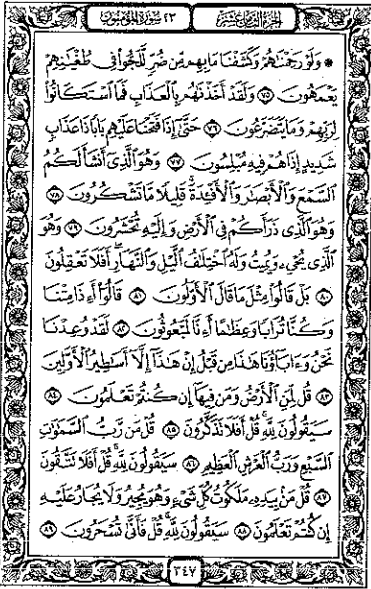 الجزء الثامن عشر
٢٣ سورة المؤمنون
۞ وَلَوْ رَحِمْنَٰهُمْ وَكَشَفْنَا مَا بِهِم مِّن ضُرٍّ لَّلَجُّوا۟ فِى طُغْيَٰنِهِمْ
يَعْمَهُونَ ٧٥ وَلَقَدْ أَخَذْنَٰهُم بِٱلْعَذَابِ فَمَا ٱسْتَكَانُوا۟
لِرَبِّهِمْ وَمَا يَتَضَرَّعُونَ ٧٦ حَتَّىٰٓ إِذَا فَتَحْنَا عَلَيْهِم بَابًا ذَا عَذَابٍ
شَدِيدٍ إِذَا هُمْ فِيهِ مُبْلِسُونَ ٧٧ وَهُوَ ٱلَّذِىٓ أَنشَأَ لَكُمُ
ٱلسَّمْعَ وَٱلْأَبْصَٰرَ وَٱلْأَفْـِٔدَةَ ۚ قَلِيلًا مَّا تَشْكُرُونَ ٧٨
وَهُوَ ٱلَّذِى ذَرَأَكُمْ فِى ٱلْأَرْضِ وَإِلَيْهِ تُحْشَرُونَ ٧٩ وَهُوَ
ٱلَّذِى يُحْىِۦ وَيُمِيتُ وَلَهُ ٱخْتِلَٰفُ ٱلَّيْلِ وَٱلنَّهَارِ ۚ أَفَلَا تَعْقِلُونَ
٨٠ بَلْ قَالُوا۟ مِثْلَ مَا قَالَ ٱلْأَوَّلُونَ ٨١ قَالُوٓا۟ أَءِذَا مِتْنَا
وَكُنَّا تُرَابًا وَعِظَٰمًا أَءِنَّا لَمَبْعُوثُونَ ٨٢ لَقَدْ وُعِدْنَا
نَحْنُ وَءَابَآؤُنَا هَٰذَا مِن قَبْلُ إِنْ هَٰذَآ إِلَّآ أَسَٰطِيرُ ٱلْأَوَّلِينَ
٨٣ قُل لِّمَنِ ٱلْأَرْضُ وَمَن فِيهَآ إِن كُنتُمْ تَعْلَمُونَ ٨٤
سَيَقُولُونَ لِلَّهِ ۚ قُلْ أَفَلَا تَذَكَّرُونَ ٨٥ قُلْ مَن رَّبُّ ٱلسَّمَٰوَٰتِ
ٱلسَّبْعِ وَرَبُّ ٱلْعَرْشِ ٱلْعَظِيمِ ٨٦ سَيَقُولُونَ لِلَّهِ ۚ قُلْ أَفَلَا تَتَّقُونَ
٨٧ قُلْ مَنۢ بِيَدِهِۦ مَلَكُوتُ كُلِّ شَىْءٍ وَهُوَ يُجِيرُ وَلَا يُجَارُ عَلَيْهِ
إِن كُنتُمْ تَعْلَمُونَ ٨٨ سَيَقُولُونَ لِلَّهِ ۚ قُلْ فَأَنَّىٰ تُسْحَرُونَ ٨٩
٣٤٧